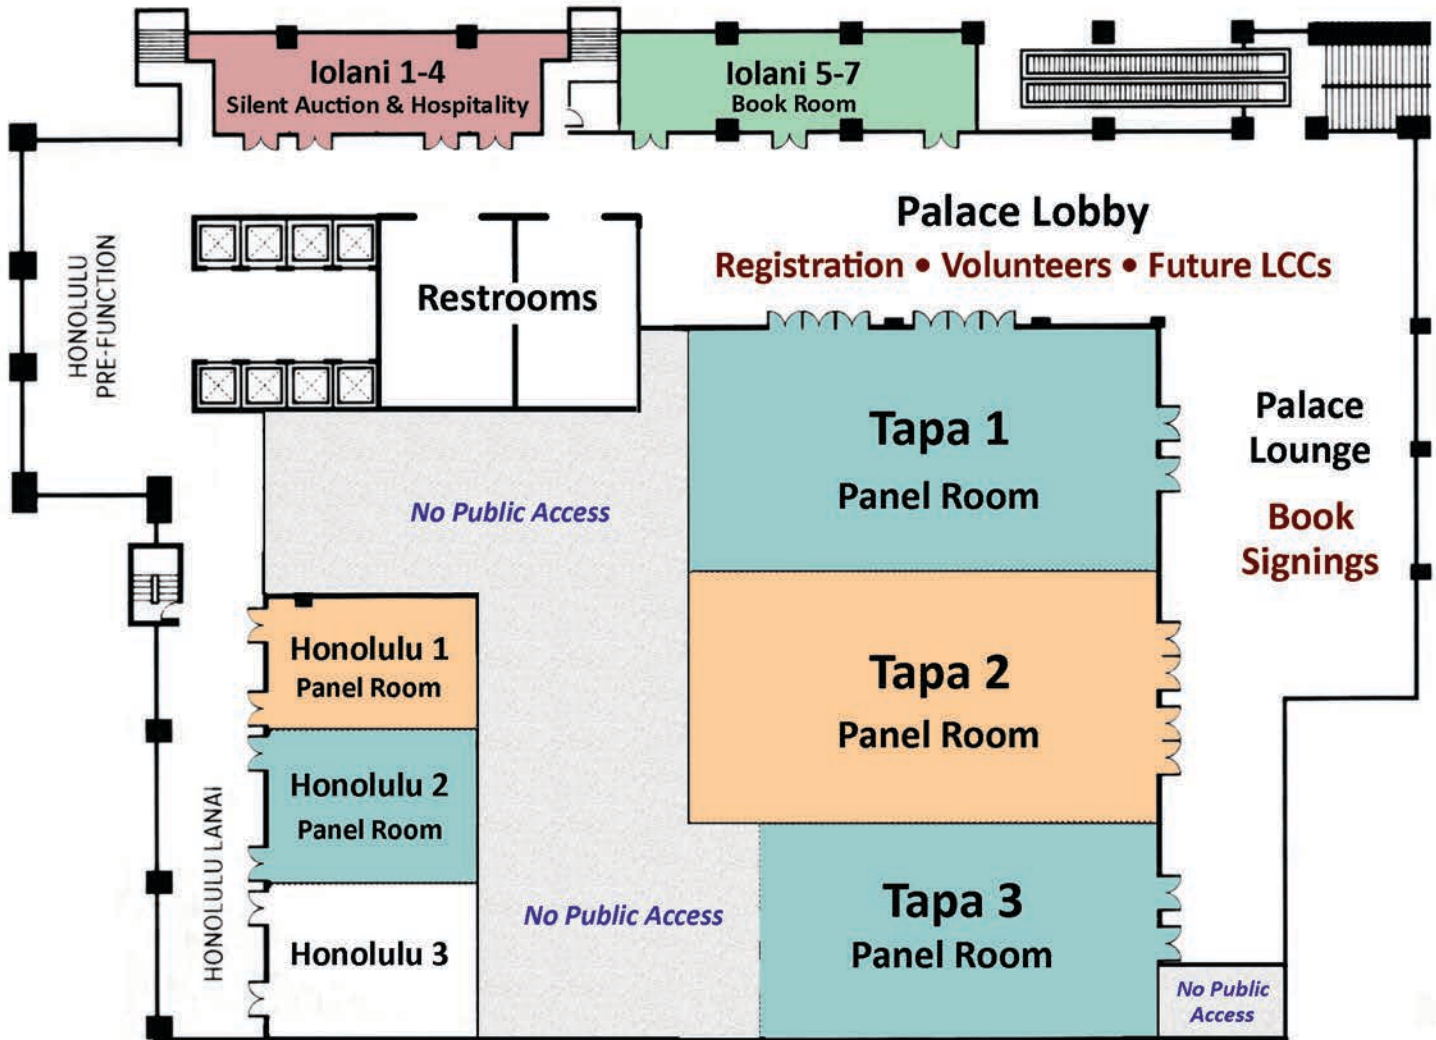 Iolani 1-4
Silent Auction & Hospitality
Iolani 5-7
Book Room
Palace Lobby
Registration • Volunteers • Future LCCs
HONOLULU
PRE-FUNCTION
Restrooms
Tapa 1
Panel Room
Palace
Lounge
Book
Signings
No Public Access
Honolulu 1
Panel Room
Tapa 2
Panel Room
Honolulu 2
Panel Room
HONOLULU LANAI
Honolulu 3
No Public Access
Tapa 3
Panel Room
No Public
Access